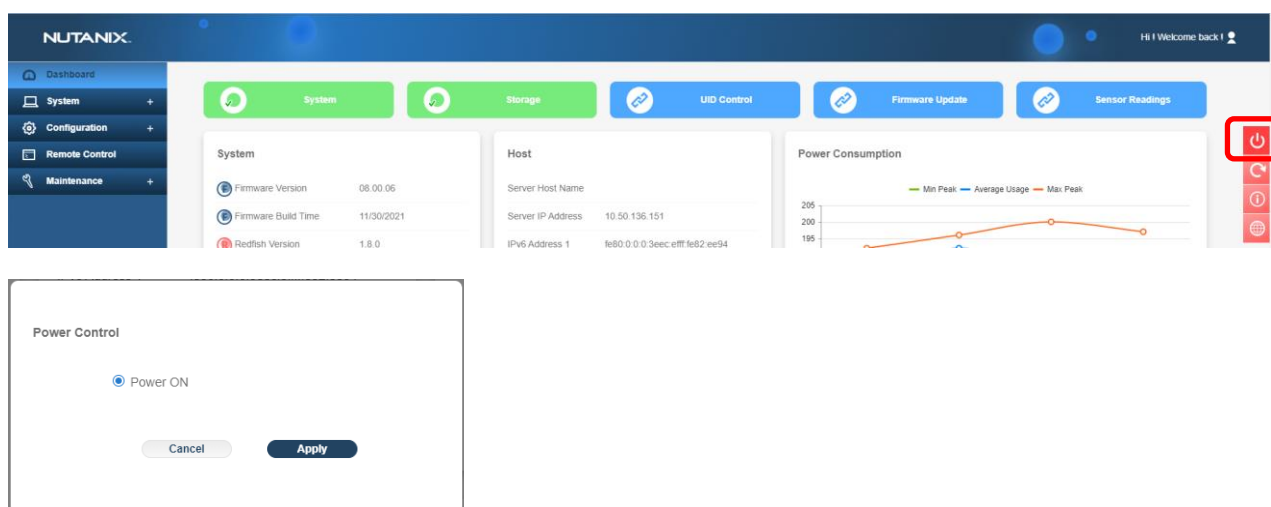 NUTANIX.
Hi ! Welcome back !
Dashboard
System +
Configuration +
Remote Control
Maintenance +
System
Storage
UID Control
Firmware Update
Sensor Readings
System
Firmware Version 08.00.06
Firmware Build Time 11/30/2021
Redfish Version 1.8.0
Host
Server Host Name
Server IP Address 10.50.136.151
IPv6 Address 1 fe80:0:0:0:3eec:efff:fe82:ee94
Power Consumption
Min Peak Average Usage Max Peak
205
200
195
Power Control
Power ON
Cancel Apply